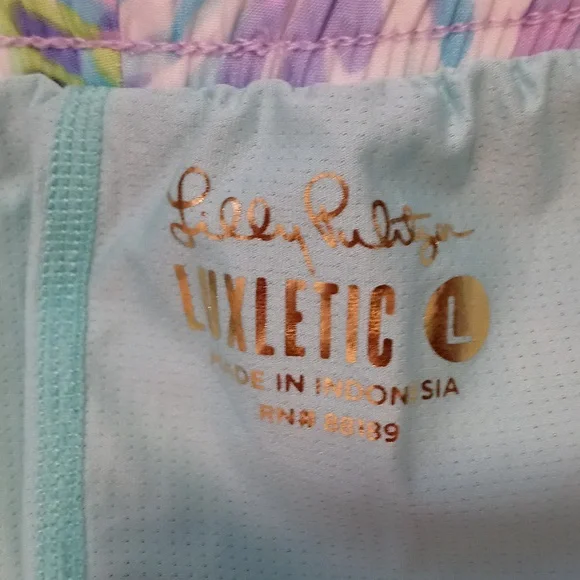 Lilly Pulitzer
LUXLETIC L
MADE IN INDONESIA
RN#